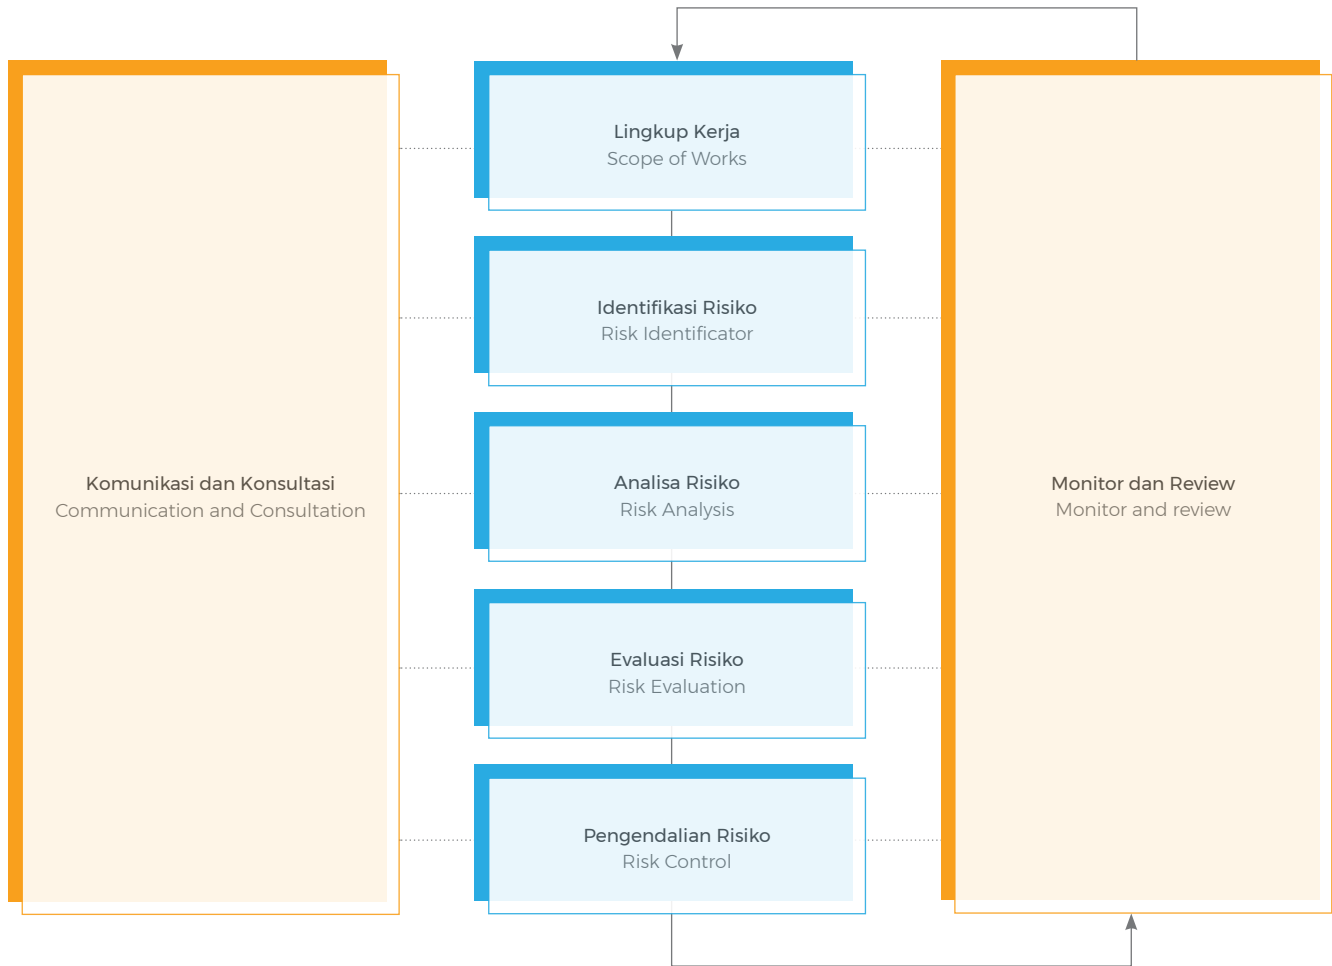 Lingkup Kerja
Scope of Works
Identifikasi Risiko
Risk Identificator
Komunikasi dan Konsultasi
Communication and Consultation
Analisa Risiko
Risk Analysis
Monitor dan Review
Monitor and review
Evaluasi Risiko
Risk Evaluation
Pengendalian Risiko
Risk Control